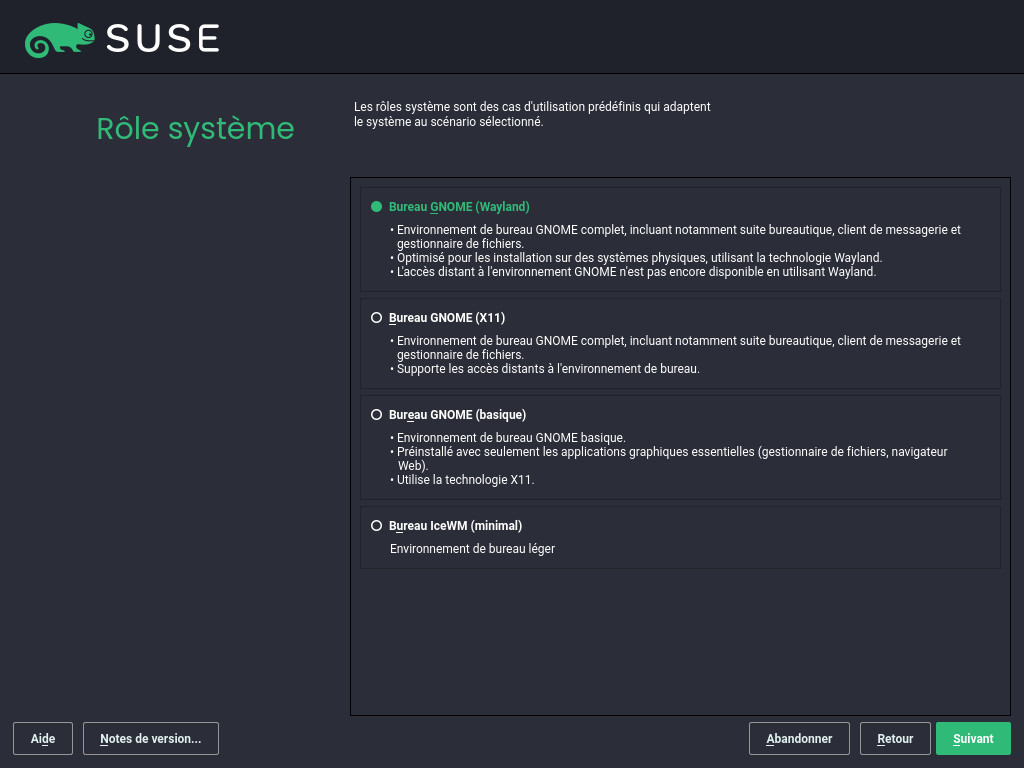 SUSE
Rôle système
Les rôles système sont des cas d'utilisation prédéfinis qui adaptent
le système au scénario sélectionné.
Bureau GNOME (Wayland)
• Environnement de bureau GNOME complet, incluant notamment suite bureautique, client de messagerie et
gestionnaire de fichiers.
• Optimisé pour les installation sur des systèmes physiques, utilisant la technologie Wayland.
• L'accès distant à l'environnement GNOME n'est pas encore disponible en utilisant Wayland.
Bureau GNOME (X11)
• Environnement de bureau GNOME complet, incluant notamment suite bureautique, client de messagerie et
gestionnaire de fichiers.
• Supporte les accès distants à l'environnement de bureau.
Bureau GNOME (basique)
• Environnement de bureau GNOME basique.
• Préinstallé avec seulement les applications graphiques essentielles (gestionnaire de fichiers, navigateur
Web).
• Utilise la technologie X11.
Bureau IceWM (minimal)
Environnement de bureau léger
Aide
Notes de version...
Abandonner
Retour
Suivant